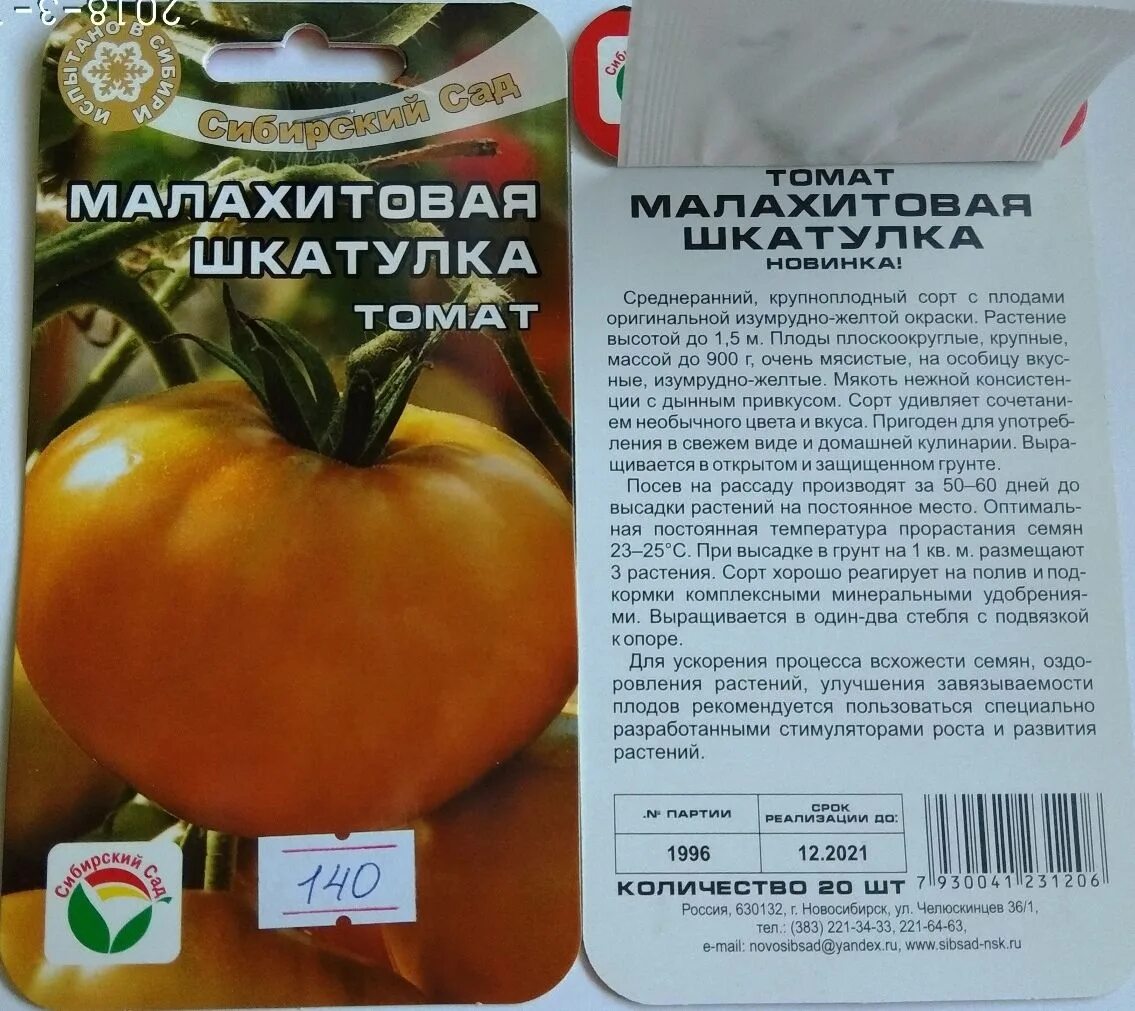 2018-3-1
ИСПЫТАНО В СИБИРИ
Сибирский Сад
МАЛАХИТОВАЯ
ШКАТУЛКА
ТОМАТ
Сибирский Сад
140
ТОМАТ
МАЛАХИТОВАЯ
ШКАТУЛКА
НОВИНКА!
Среднеранний, крупноплодный сорт с плодами
оригинальной изумрудно-желтой окраски. Растение
высотой до 1,5 м. Плоды плоскоокруглые, крупные,
массой до 900 г, очень мясистые, на особицу вкус-
ные, изумрудно-желтые. Мякоть нежной консистен-
ции с дынным привкусом. Сорт удивляет сочетани-
ем необычного цвета и вкуса. Пригоден для употреб-
ления в свежем виде и домашней кулинарии. Выра-
щивается в открытом и защищенном грунте.
Посев на рассаду производят за 50–60 дней до
высадки растений на постоянное место. Оптималь-
ная постоянная температура прорастания семян
23–25°С. При высадке в грунт на 1 кв. м. размещают
3 растения. Сорт хорошо реагирует на полив и под-
кормки комплексными минеральными удобрения-
ми. Выращивается в один-два стебля с подвязкой
к опоре.
Для ускорения процесса всхожести семян, оздо-
ровления растений, улучшения завязываемости
плодов рекомендуется пользоваться специально
разработанными стимуляторами роста и развития
растений.
№ ПАРТИИ
СРОК
РЕАЛИЗАЦИИ ДО:
1996
12.2021
КОЛИЧЕСТВО 20 ШТ
7 930041 231206
Россия, 630132, г. Новосибирск, ул. Челюскинцев 36/1,
тел.: (383) 221-34-33, 221-64-63,
e-mail: novosibsad@yandex.ru, www.sibsad-nsk.ru